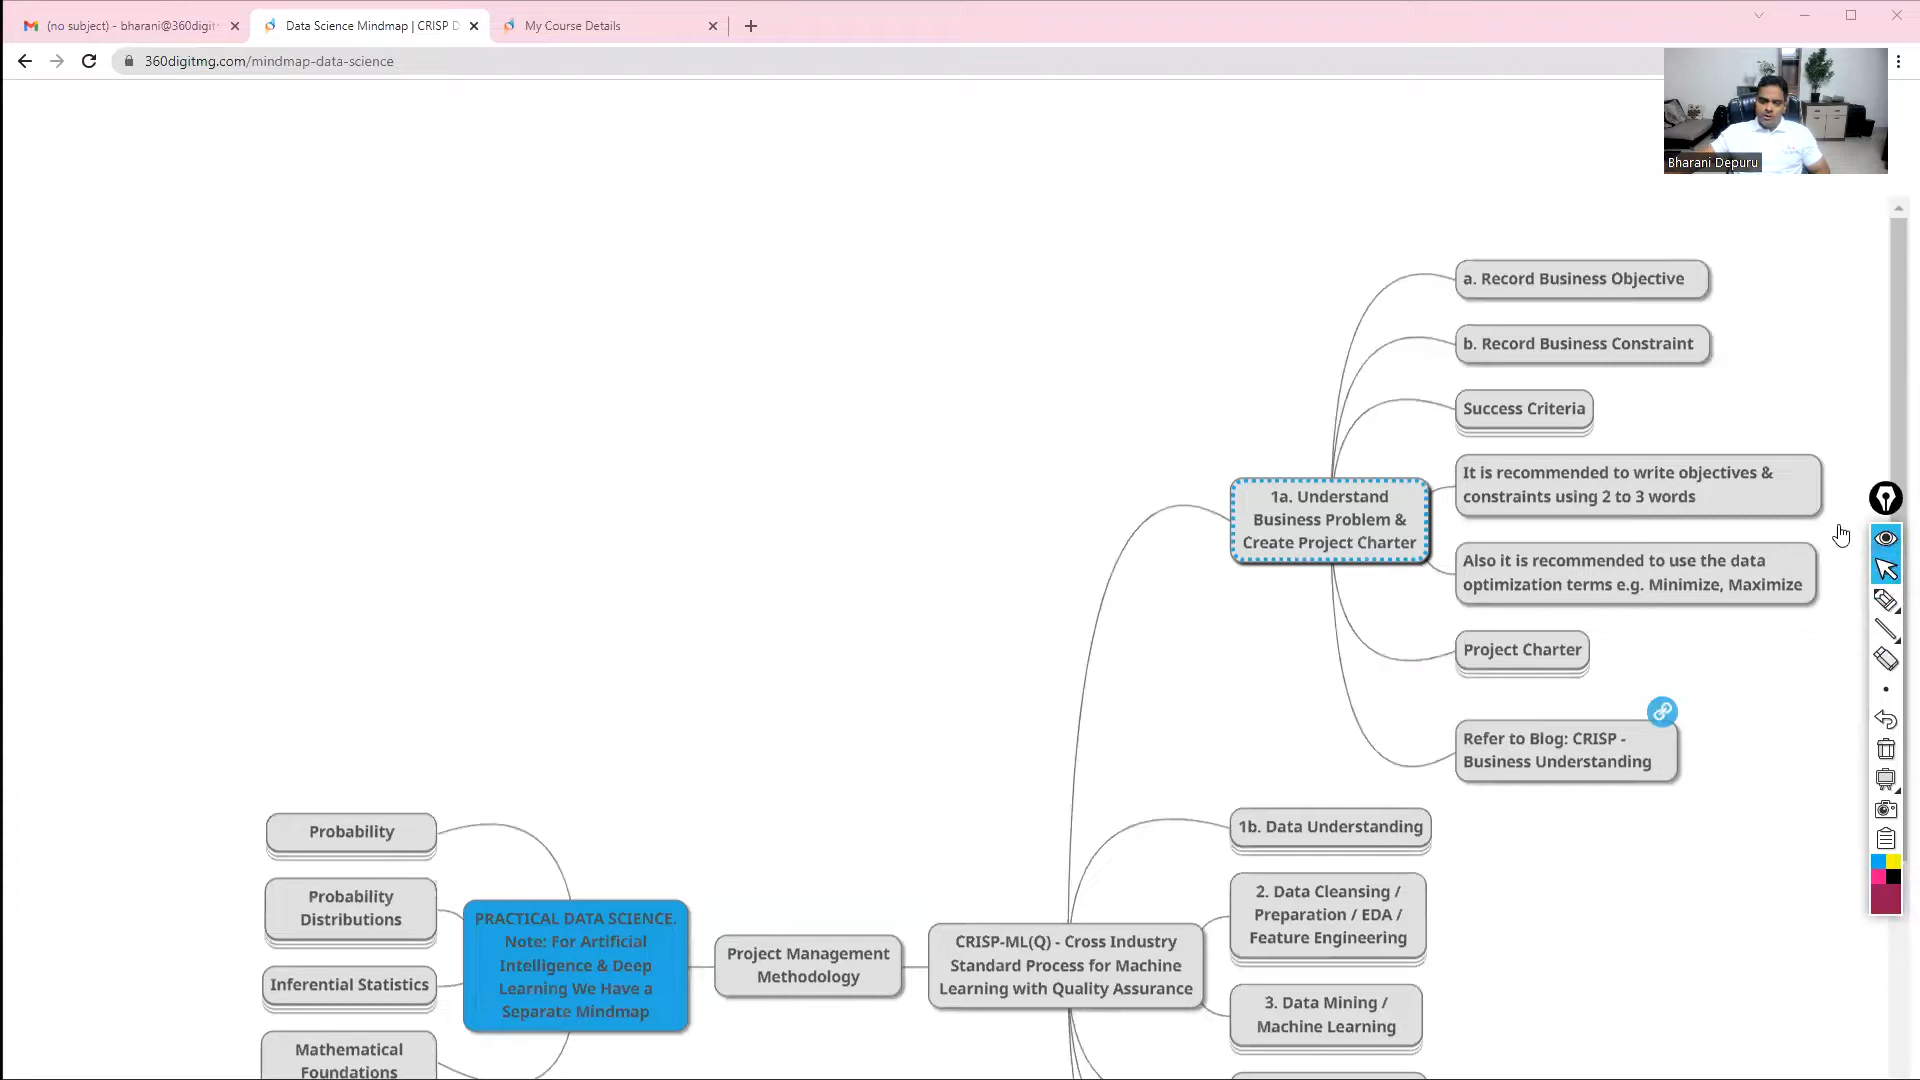 (no subject) - bharani@360digit
Data Science Mindmap | CRISP D
My Course Details
360digitmg.com/mindmap-data-science
Bharani Depuru
a. Record Business Objective
b. Record Business Constraint
Success Criteria
It is recommended to write objectives &
constraints using 2 to 3 words
1a. Understand
Business Problem &
Create Project Charter
Also it is recommended to use the data
optimization terms e.g. Minimize, Maximize
Project Charter
Refer to Blog: CRISP -
Business Understanding
Probability
1b. Data Understanding
Probability
Distributions
2. Data Cleansing /
Preparation / EDA /
Feature Engineering
PRACTICAL DATA SCIENCE.
Note: For Artificial
Intelligence & Deep
Learning We Have a
Separate Mindmap
Project Management
Methodology
CRISP-ML(Q) - Cross Industry
Standard Process for Machine
Learning with Quality Assurance
Inferential Statistics
3. Data Mining /
Machine Learning
Mathematical
Foundations